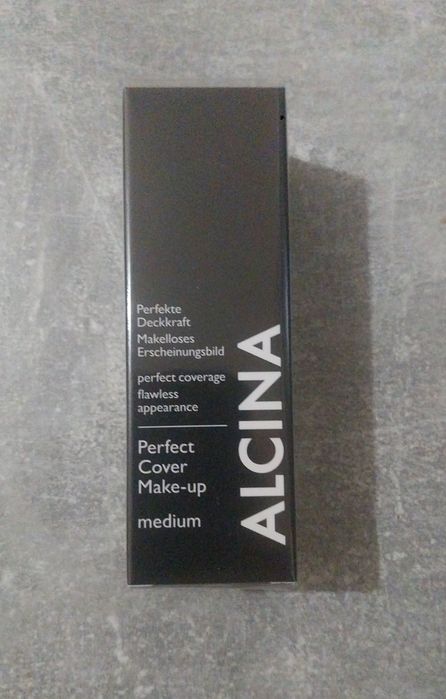 Perfekte
Deckkraft
Makelloses
Erscheinungsbild
perfect coverage
flawless
appearance
Perfect
Cover
Make-up
medium
ALCINA